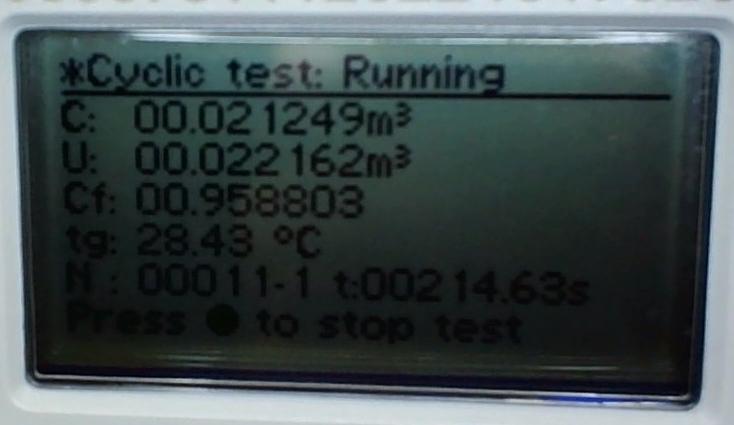 *Cyclic test: Running
C: 00.021249m³
U: 00.022162m³
Cf: 00.958803
tg: 28.43 °C
N : 00011-1 t:00214.63s
Press ● to stop test